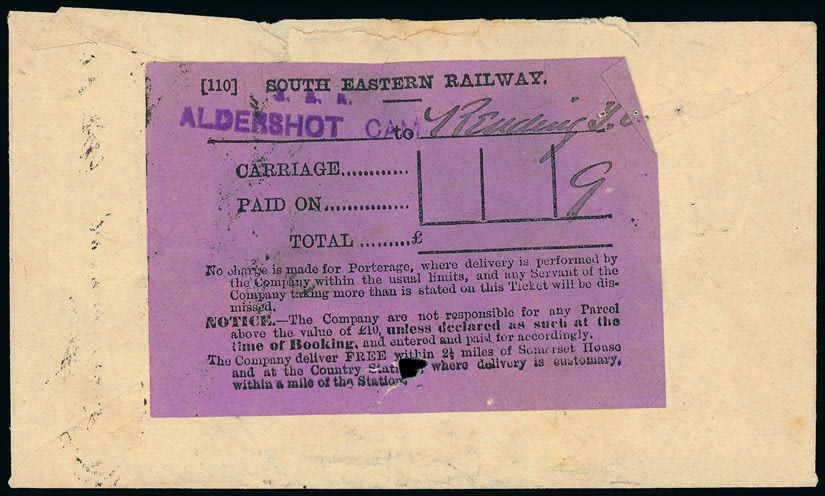 [110] SOUTH EASTERN RAILWAY.
ALDERSHOT CAM to Reading
CARRIAGE............
PAID ON............... 9
TOTAL .........£
No charge is made for Porterage, where delivery is performed by
the Company within the usual limits, and any Servant of the
Company taking more than is stated on this Ticket will be dis-
missed.
NOTICE.—The Company are not responsible for any Parcel
above the value of £10, unless declared as such at the
time of Booking, and entered and paid for accordingly.
The Company deliver FREE within 2½ miles of Somerset House
and at the Country where delivery is customary,
within a mile of the Station.